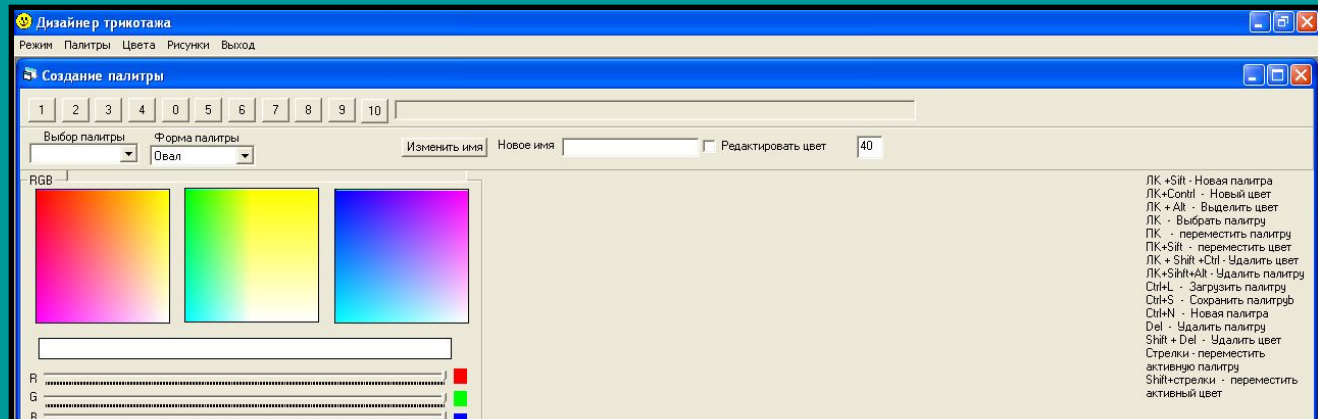 Дизайнер трикотажа
Режим Палитры Цвета Рисунки Выход
Создание палитры
1 2 3 4 0 5 6 7 8 9 10
Выбор палитры Форма палитры
Овал Изменить имя Новое имя Редактировать цвет 40
RGB
R
G
B
ЛК +Sift - Новая палитра
ЛК+Contrl - Новый цвет
ЛК + Alt - Выделить цвет
ЛК - Выбрать палитру
ПК - переместить палитру
ПК+Sift - переместить цвет
ЛК + Shift +Ctrl - Удалить цвет
ЛК+Sihft+Alt - Удалить палитру
Ctrl+L - Загрузить палитру
Ctrl+S - Сохранить палитруb
Ctrl+N - Новая палитра
Del - Удалить палитру
Shift + Del - Удалить цвет
Стрелки - переместить
активную палитру
Shift+стрелки - переместить
активный цвет